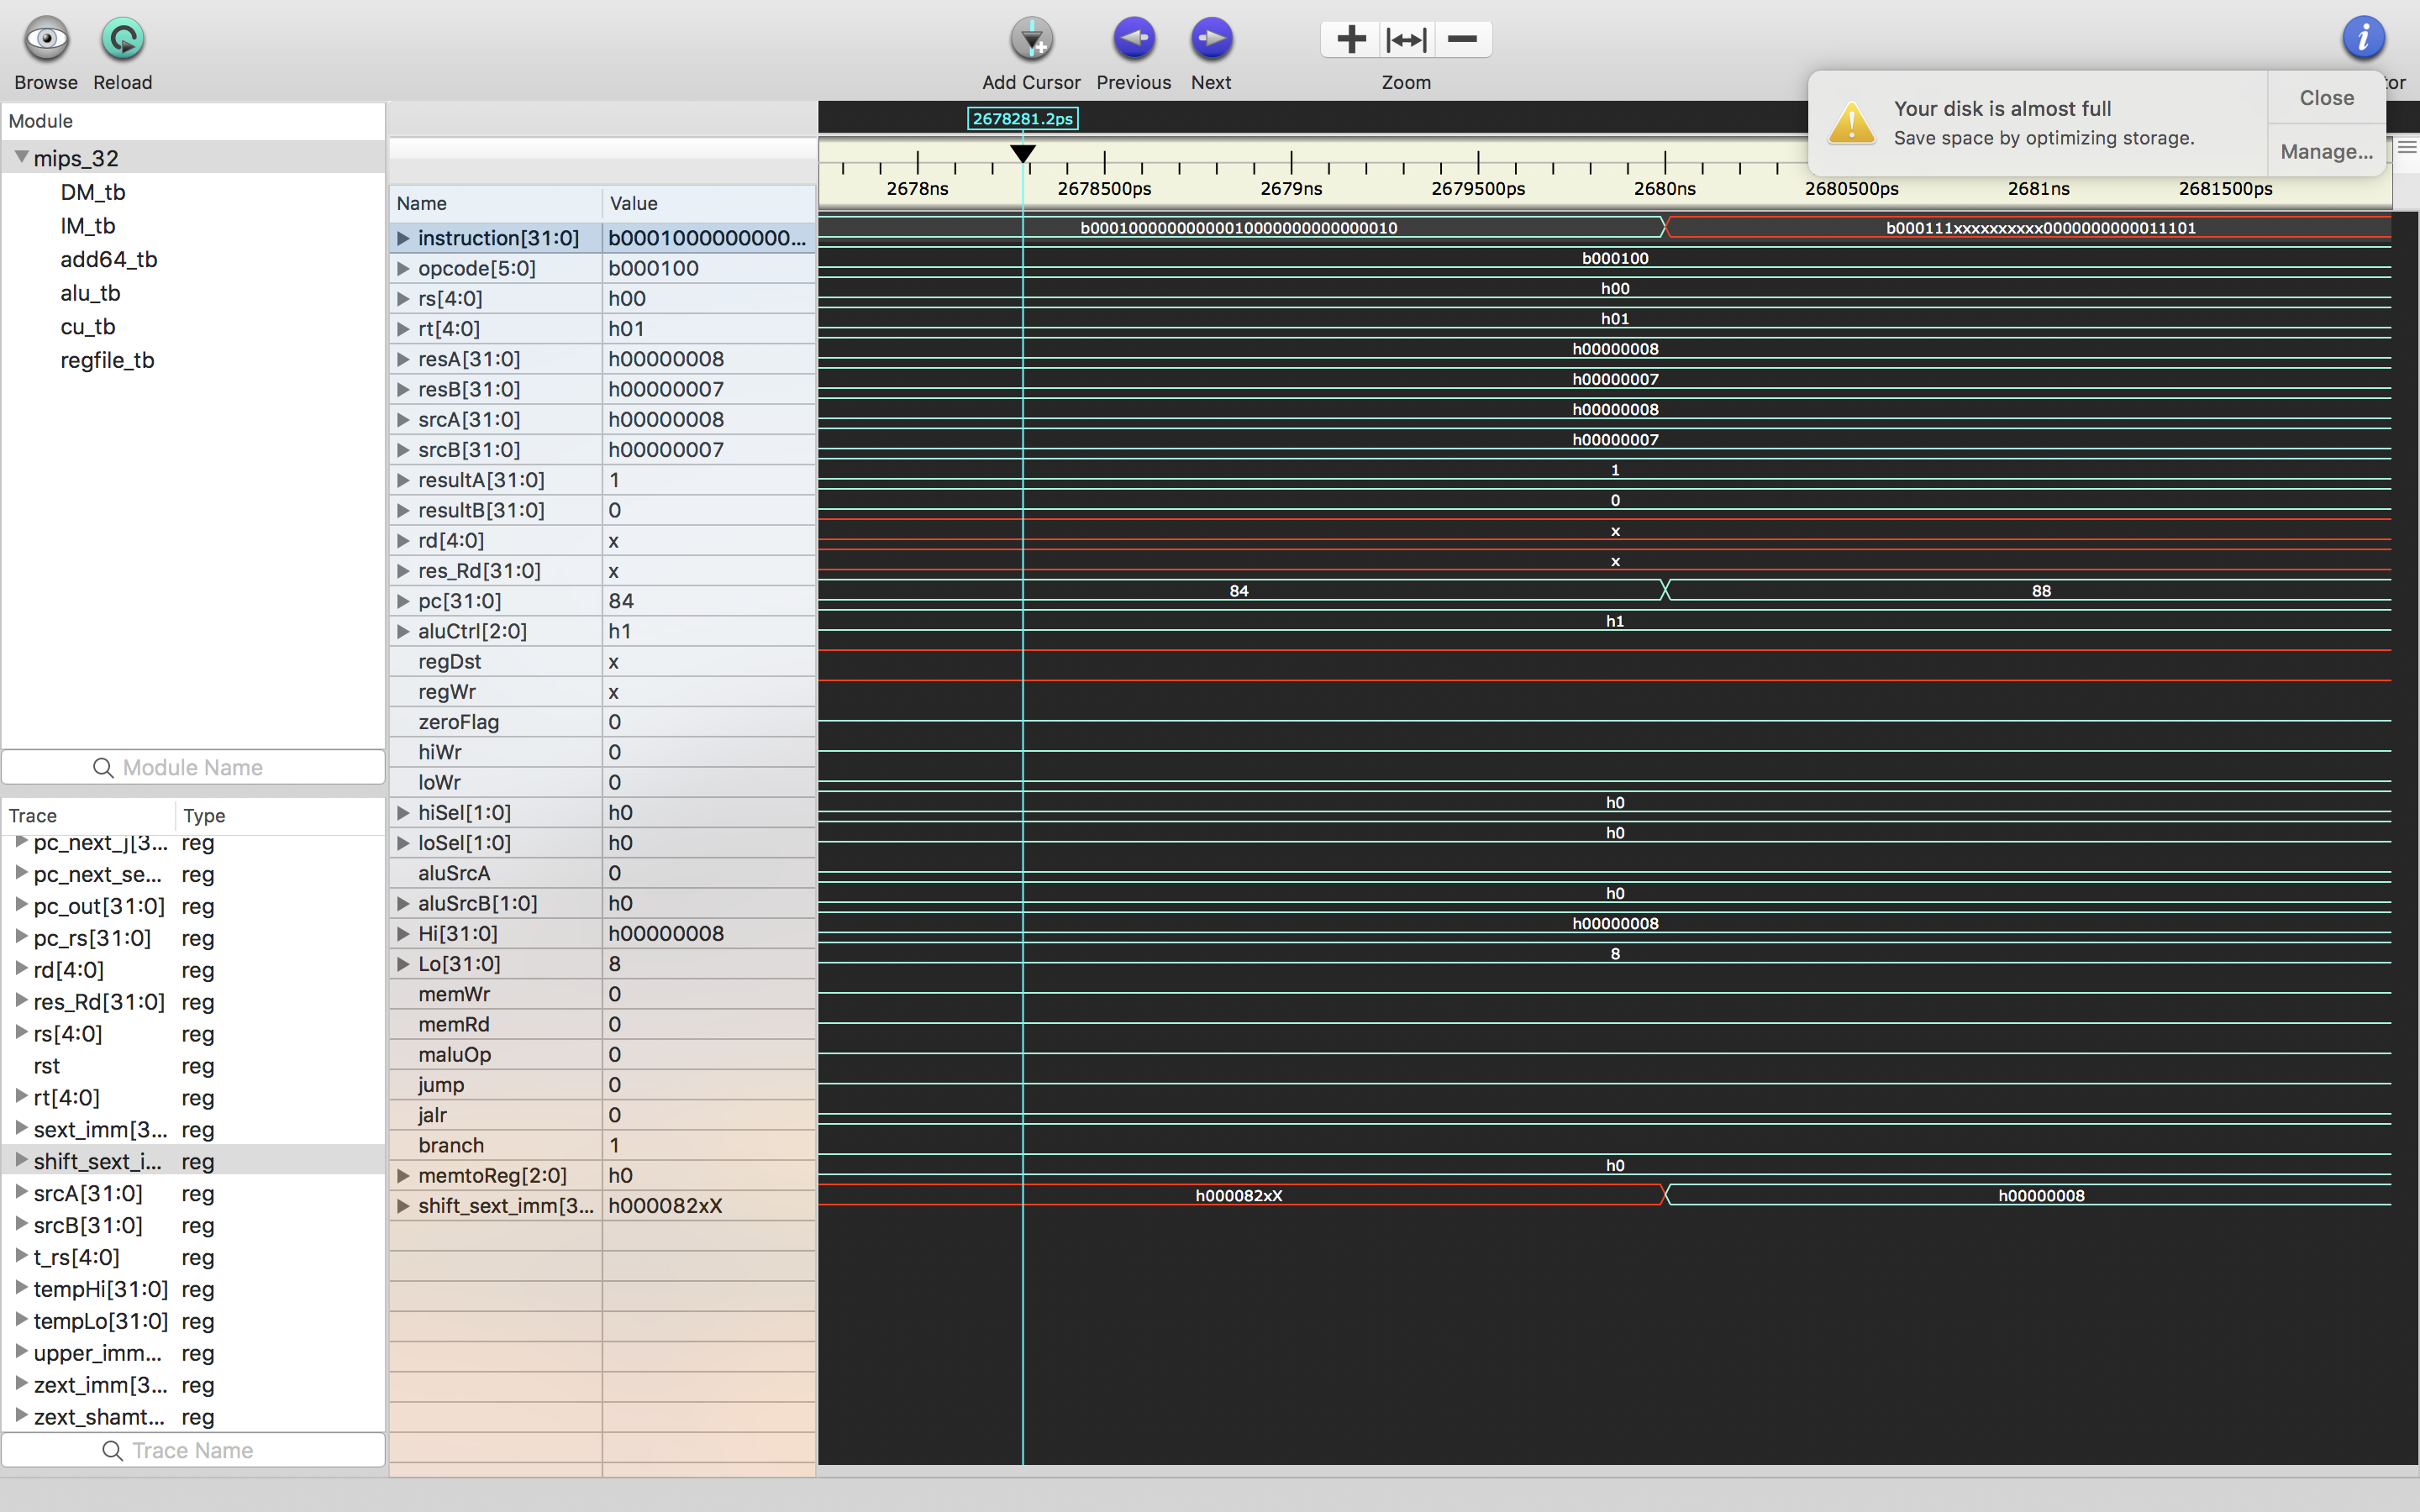 Browse
Reload
Add Cursor
Previous
Next
Zoom
tor
Your disk is almost full
Save space by optimizing storage.
Close
Manage...
Module
mips_32
DM_tb
IM_tb
add64_tb
alu_tb
cu_tb
regfile_tb
Module Name
Trace Type
pc_next_j[3... reg
pc_next_se... reg
pc_out[31:0] reg
pc_rs[31:0] reg
rd[4:0] reg
res_Rd[31:0] reg
rs[4:0] reg
rst reg
rt[4:0] reg
sext_imm[3... reg
shift_sext_i... reg
srcA[31:0] reg
srcB[31:0] reg
t_rs[4:0] reg
tempHi[31:0] reg
tempLo[31:0] reg
upper_imm... reg
zext_imm[3... reg
zext_shamt... reg
Trace Name
2678281.2ps
2678ns 2678500ps 2679ns 2679500ps 2680ns 2680500ps 2681ns 2681500ps
Name Value
instruction[31:0] b0001000000000... b00010000000000010000000000000010 b000111xxxxxxxxxx0000000000011101
opcode[5:0] b000100 b000100
rs[4:0] h00 h00
rt[4:0] h01 h01
resA[31:0] h00000008 h00000008
resB[31:0] h00000007 h00000007
srcA[31:0] h00000008 h00000008
srcB[31:0] h00000007 h00000007
resultA[31:0] 1 1
resultB[31:0] 0 0
rd[4:0] x x
res_Rd[31:0] x x
pc[31:0] 84 84 88
aluCtrl[2:0] h1 h1
regDst x
regWr x
zeroFlag 0
hiWr 0
loWr 0
hiSel[1:0] h0 h0
loSel[1:0] h0 h0
aluSrcA 0
aluSrcB[1:0] h0 h0
Hi[31:0] h00000008 h00000008
Lo[31:0] 8 8
memWr 0
memRd 0
maluOp 0
jump 0
jalr 0
branch 1
memtoReg[2:0] h0 h0
shift_sext_imm[3... h000082xX h000082xX h00000008